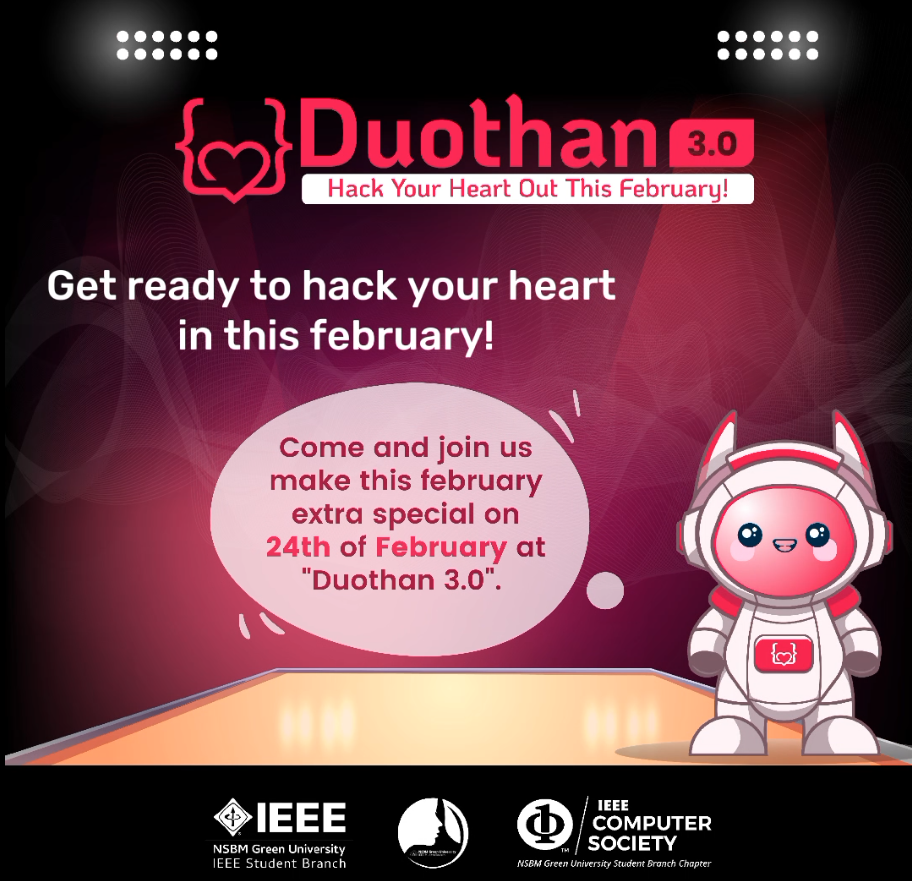 Duothan 3.0
Hack Your Heart Out This February!
Get ready to hack your heart
in this february!
Come and join us
make this february
extra special on
24th of February at
"Duothan 3.0".
IEEE
NSBM Green University
IEEE Student Branch
IEEE
COMPUTER
SOCIETY
TM
NSBM Green University Student Branch Chapter